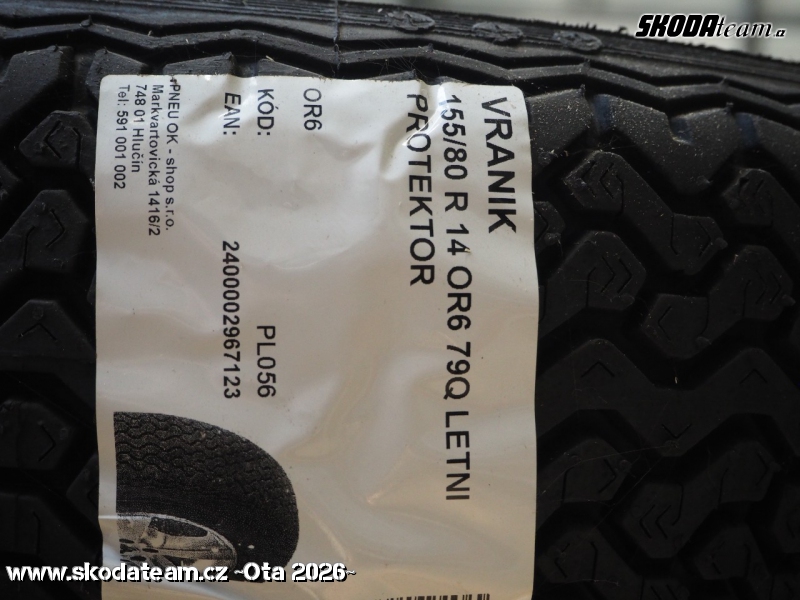 SKODAteam.cz
VRANIK
155/80 R 14 OR6 79Q LETNI
PROTEKTOR
OR6
KÓD: PL056
EAN: 2400002967123
PNEU OK - shop s.r.o.
Markvartovická 1416/2
748 01 Hlučín
Tel: 591 001 002
www.skodateam.cz ~Ota 2026~